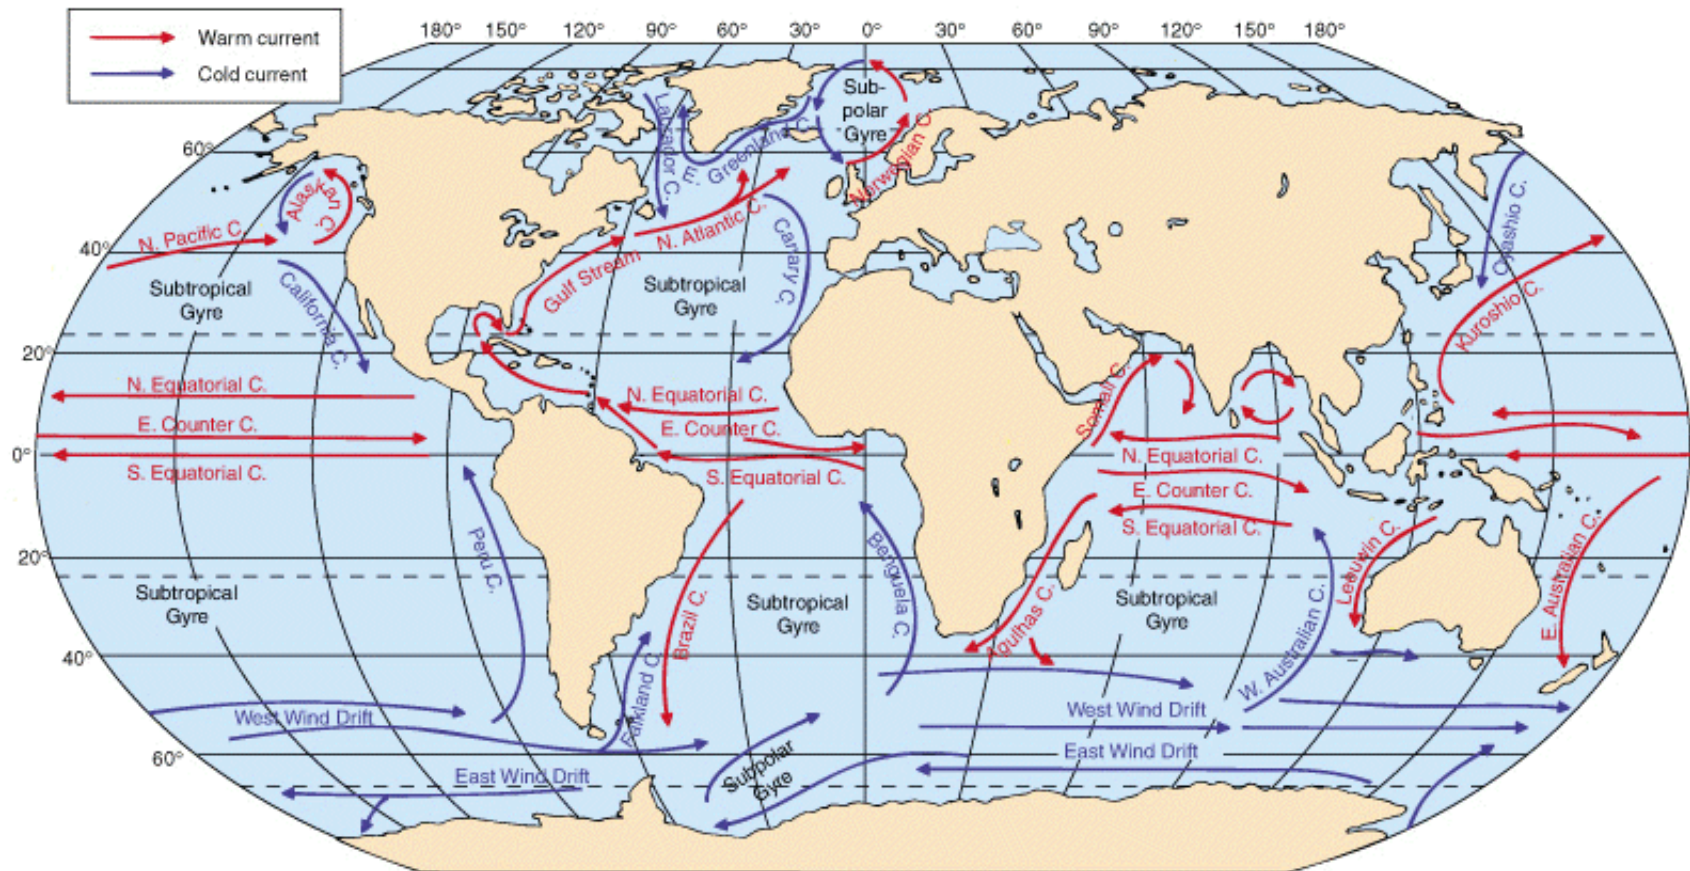 Warm current
Cold current
180° 150° 120° 90° 60° 30° 0° 30° 60° 90° 120° 150° 180°
60°
40°
20°
0°
20°
40°
60°
Alaskan C.
N. Pacific C.
Subtropical
Gyre
California C.
N. Equatorial C.
E. Counter C.
S. Equatorial C.
Peru C.
Subtropical
Gyre
West Wind Drift
East Wind Drift
Labrador C.
E. Greenland C.
Sub-
polar
Gyre
Norwegian C.
N. Atlantic C.
Gulf Stream
Subtropical
Gyre
Canary C.
N. Equatorial C.
E. Counter C.
S. Equatorial C.
Brazil C.
Falkland C.
Subtropical
Gyre
Benguela C.
Subpolar
Gyre
Somali C.
N. Equatorial C.
E. Counter C.
S. Equatorial C.
Agulhas C.
Subtropical
Gyre
W. Australian C.
Leeuwin C.
West Wind Drift
East Wind Drift
Oyashio C.
Kuroshio C.
E. Australian C.